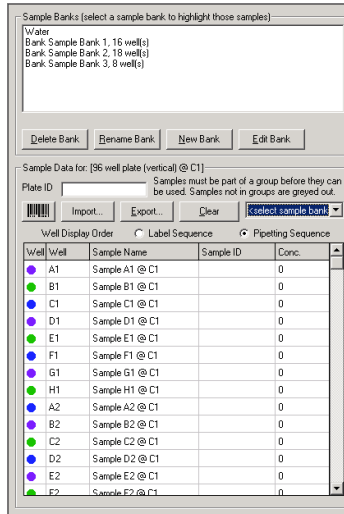 Sample Banks (select a sample bank to highlight those samples)
Water
Bank Sample Bank 1, 16 well(s)
Bank Sample Bank 2, 18 well(s)
Bank Sample Bank 3, 8 well(s)
Delete Bank Rename Bank New Bank Edit Bank
Sample Data for: [96 well plate (vertical) @ C1]
Plate ID
Samples must be part of a group before they can
be used. Samples not in groups are greyed out.
Import... Export... Clear <select sample bank
Well Display Order Label Sequence Pipetting Sequence
Well Well Sample Name Sample ID Conc.
A1 Sample A1 @ C1 0
B1 Sample B1 @ C1 0
C1 Sample C1 @ C1 0
D1 Sample D1 @ C1 0
E1 Sample E1 @ C1 0
F1 Sample F1 @ C1 0
G1 Sample G1 @ C1 0
H1 Sample H1 @ C1 0
A2 Sample A2 @ C1 0
B2 Sample B2 @ C1 0
C2 Sample C2 @ C1 0
D2 Sample D2 @ C1 0
E2 Sample E2 @ C1 0
F2 Sample F2 @ C1 0